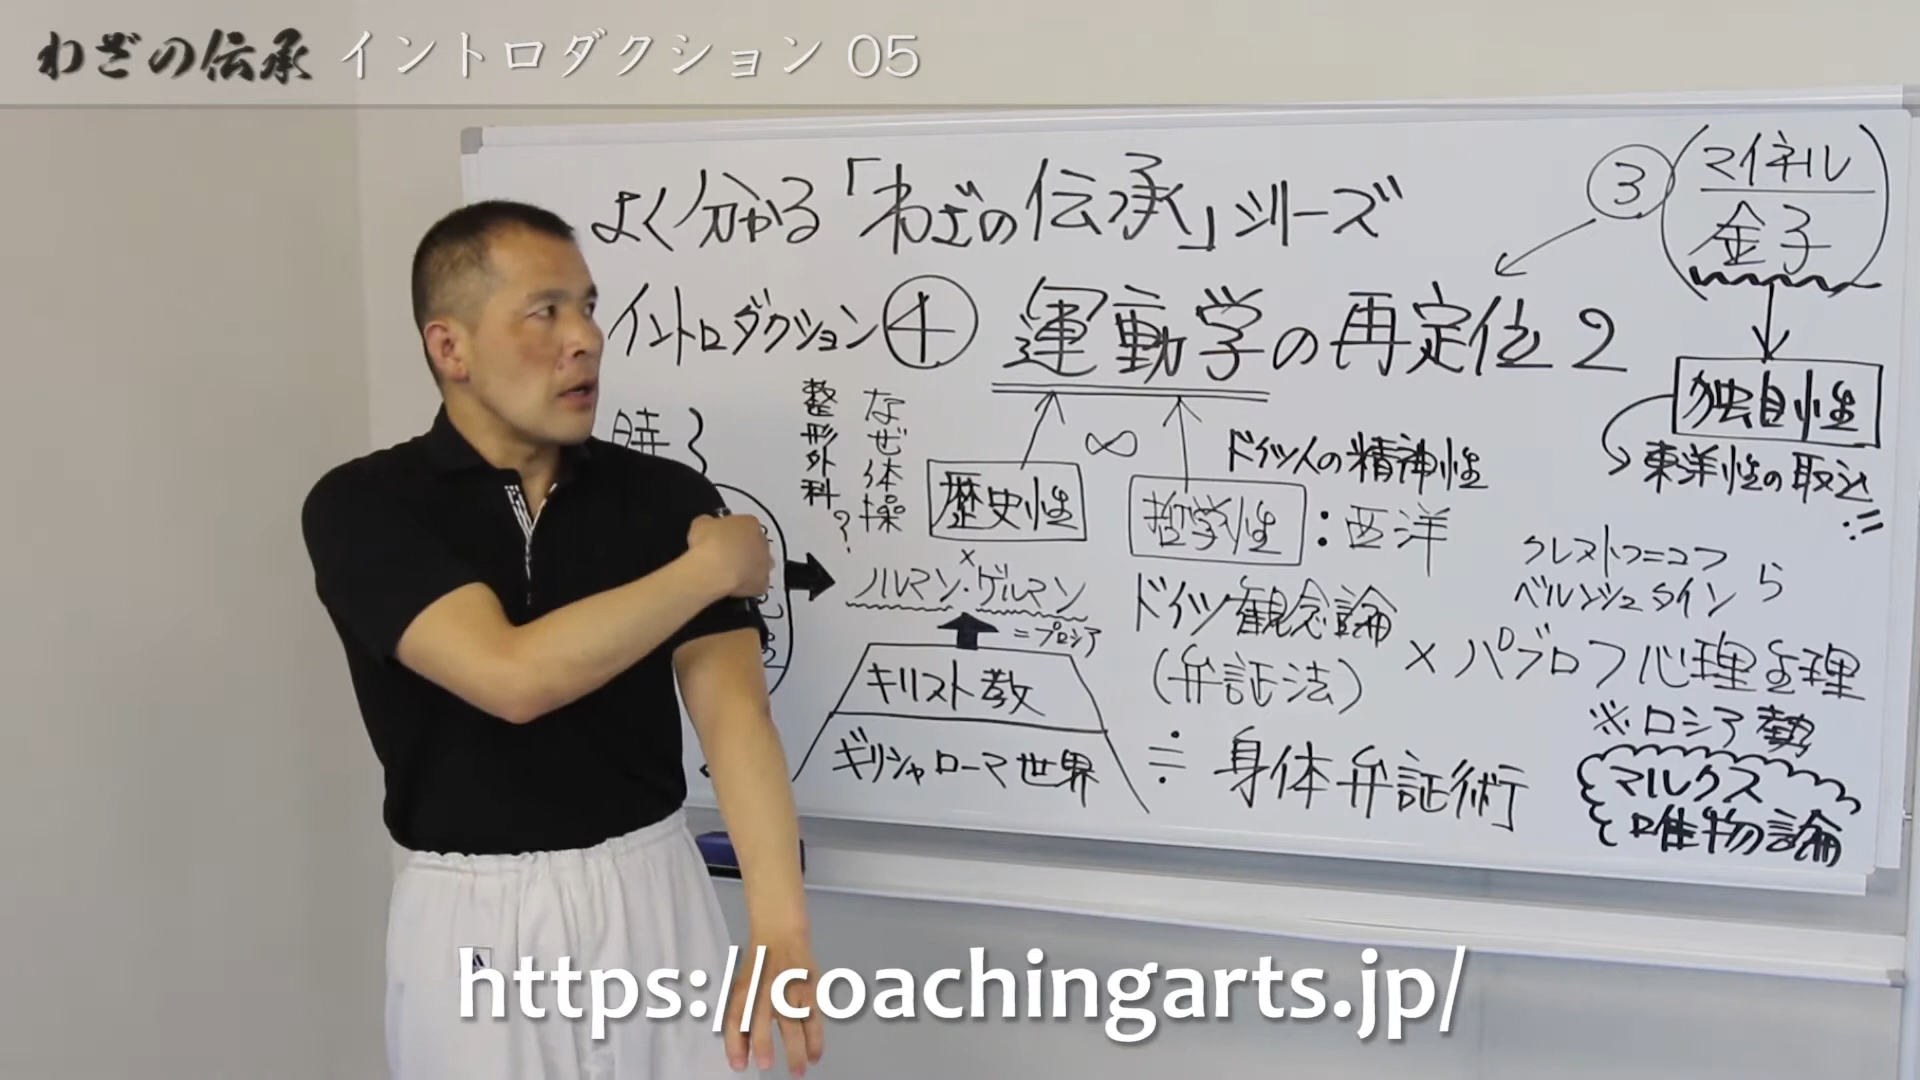 わざの伝承 イントロダクション 05
よく分かる「わざの伝承」シリーズ
③
マイネル
金子
イントロダクション④ 運動学の再定位2
独自性
東洋性の取込
なぜ体操
整形外科?
歴史性
∞
ドイツ人の精神性
哲学性:西洋
×
ノルマン・ゲルマン
=プロシア
キリスト教
ギリシャローマ世界
ドイツ観念論
(弁証法)
≒ 身体弁証術
クレストフニコフ
ベルンシュタイン ら
× パブロフ心理生理
※ロシア勢
マルクス
唯物論
https://coachingarts.jp/